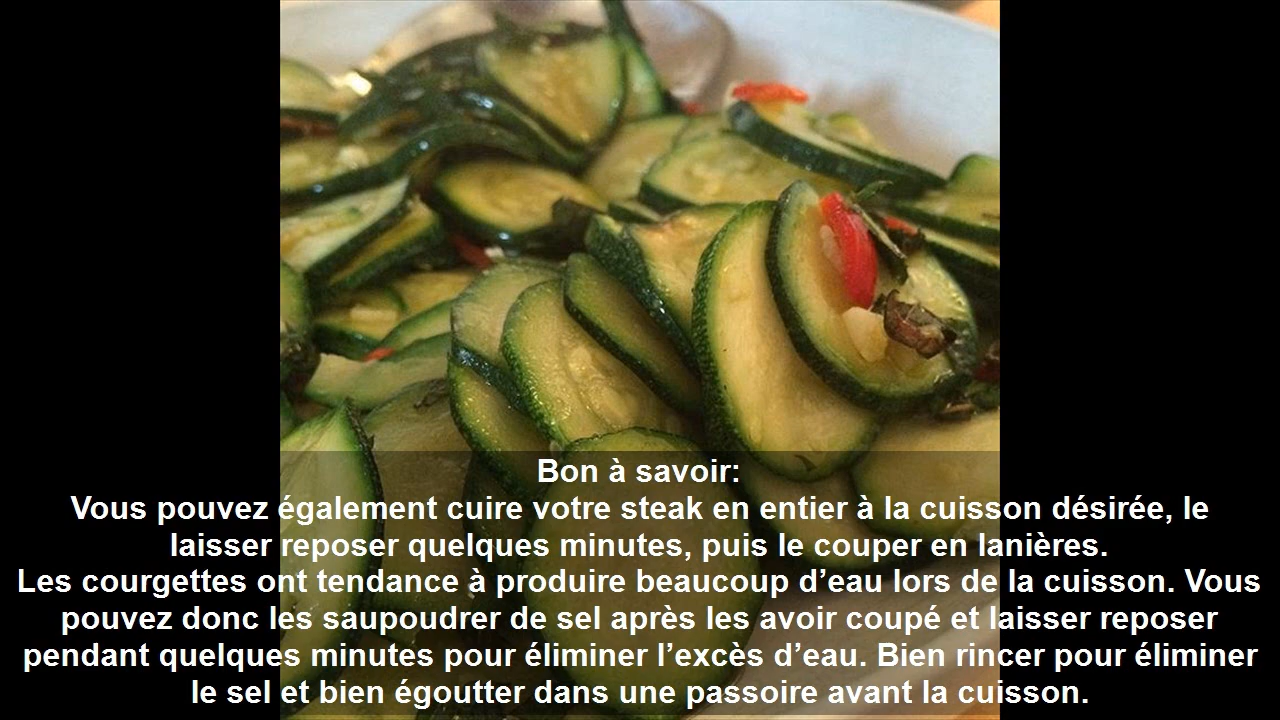 Bon à savoir:
Vous pouvez également cuire votre steak en entier à la cuisson désirée, le
laisser reposer quelques minutes, puis le couper en lanières.
Les courgettes ont tendance à produire beaucoup d’eau lors de la cuisson. Vous
pouvez donc les saupoudrer de sel après les avoir coupé et laisser reposer
pendant quelques minutes pour éliminer l’excès d’eau. Bien rincer pour éliminer
le sel et bien égoutter dans une passoire avant la cuisson.